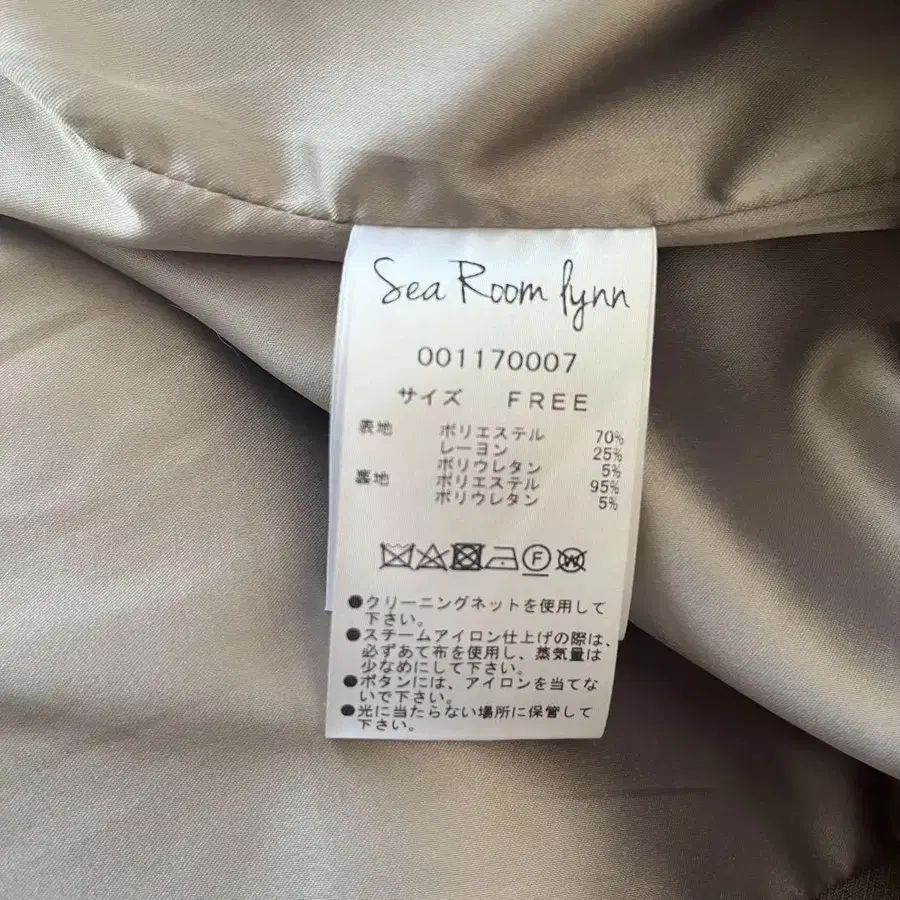 Sea Room lynn
001170007
サイズ FREE
表地 ポリエステル 70%
レーヨン 25%
ポリウレタン 5%
裏地 ポリエステル 95%
ポリウレタン 5%
F W
●クリーニングネットを使用して
下さい。
●スチームアイロン仕上げの際は、
必ずあて布を使用し、蒸気量は
少なめにして下さい。
●ボタンには、アイロンを当てな
いで下さい。
●光に当たらない場所に保管して
下さい。